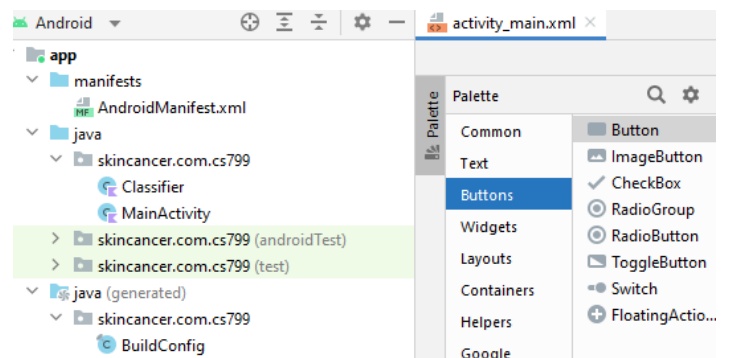 Android
activity_main.xml
app
manifests
MF AndroidManifest.xml
java
skincancer.com.cs799
Classifier
MainActivity
skincancer.com.cs799 (androidTest)
skincancer.com.cs799 (test)
java (generated)
skincancer.com.cs799
C BuildConfig
Palette
Palette
Common
Text
Buttons
Widgets
Layouts
Containers
Helpers
Google
Button
ImageButton
CheckBox
RadioGroup
RadioButton
ToggleButton
Switch
FloatingActio...